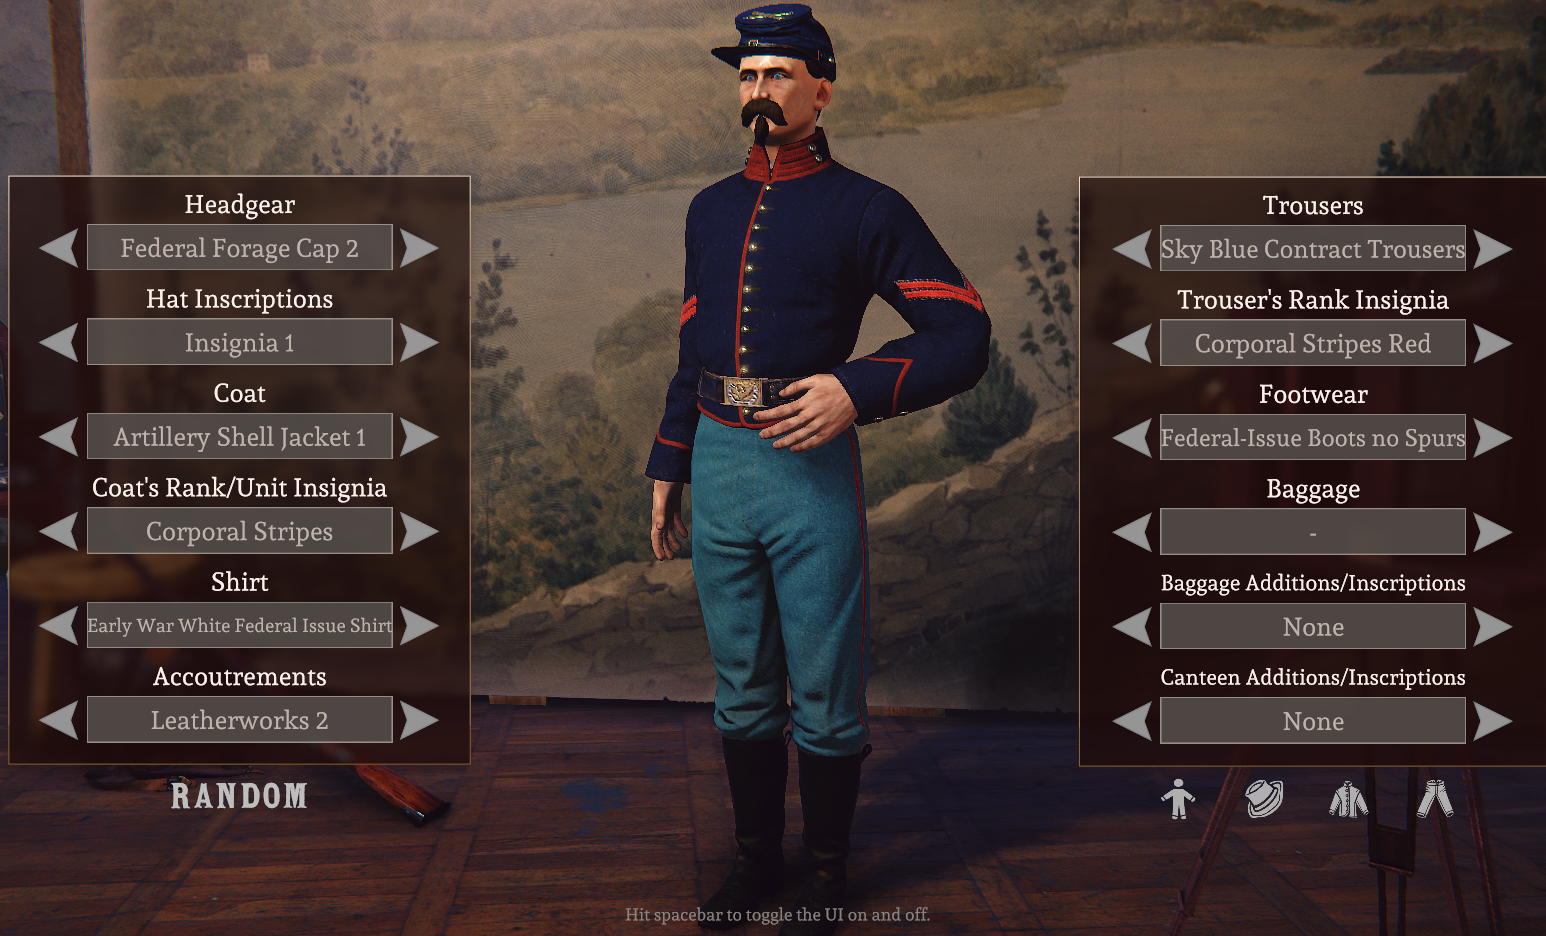 Headgear
Federal Forage Cap 2
Hat Inscriptions
Insignia 1
Coat
Artillery Shell Jacket 1
Coat's Rank/Unit Insignia
Corporal Stripes
Shirt
Early War White Federal Issue Shirt
Accoutrements
Leatherworks 2
RANDOM
Trousers
Sky Blue Contract Trousers
Trouser's Rank Insignia
Corporal Stripes Red
Footwear
Federal-Issue Boots no Spurs
Baggage
-
Baggage Additions/Inscriptions
None
Canteen Additions/Inscriptions
None
Hit spacebar to toggle the UI on and off.